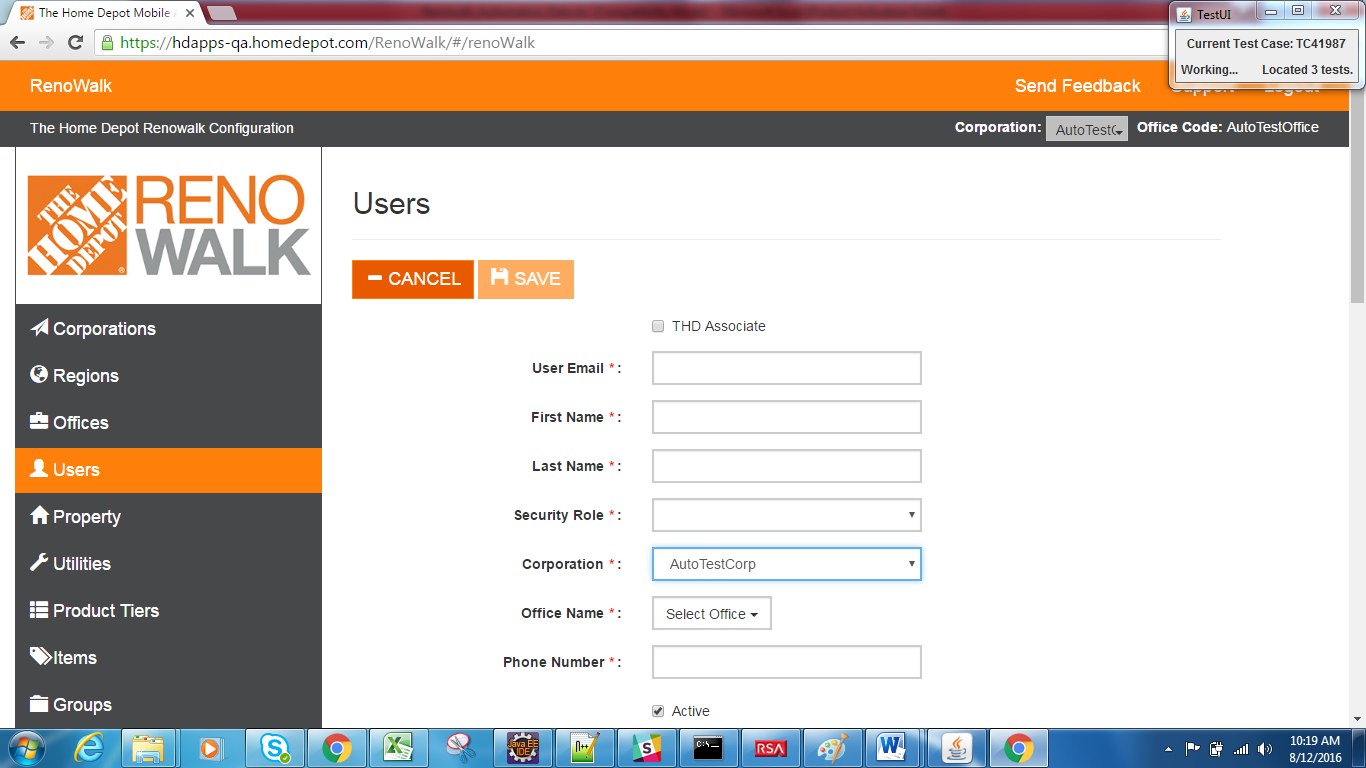 The Home Depot Mobile
TestUI
https://hdapps-qa.homedepot.com/RenoWalk/#/renoWalk
Current Test Case: TC41987
Working... Located 3 tests.
RenoWalk
Send Feedback Support Logout
The Home Depot Renowalk Configuration
Corporation: AutoTestC Office Code: AutoTestOffice
THE HOME DEPOT
RENO
WALK
Users
CANCEL SAVE
THD Associate
User Email * :
First Name * :
Last Name * :
Security Role * :
Corporation * : AutoTestCorp
Office Name * : Select Office
Phone Number * :
Active
Corporations
Regions
Offices
Users
Property
Utilities
Product Tiers
Items
Groups
Java EE
IDE
n++
C:\_
RSA
10:19 AM
8/12/2016